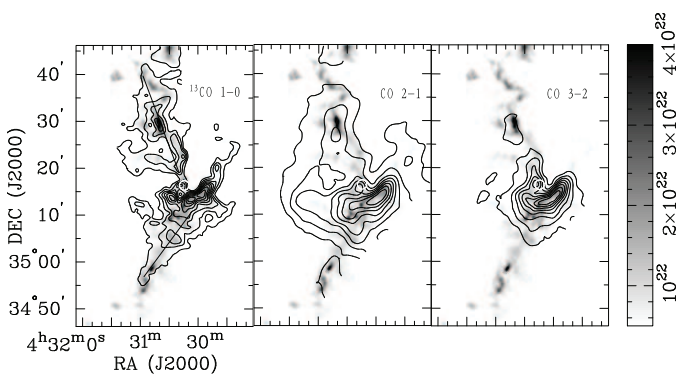 ¹³CO 1-0
CO 2-1
CO 3-2
40′
30′
20′
10′
35°00′
34°50′
DEC (J2000)
4ʰ32ᵐ0ˢ 31ᵐ 30ᵐ
RA (J2000)
4×10²²
3×10²²
2×10²²
10²²